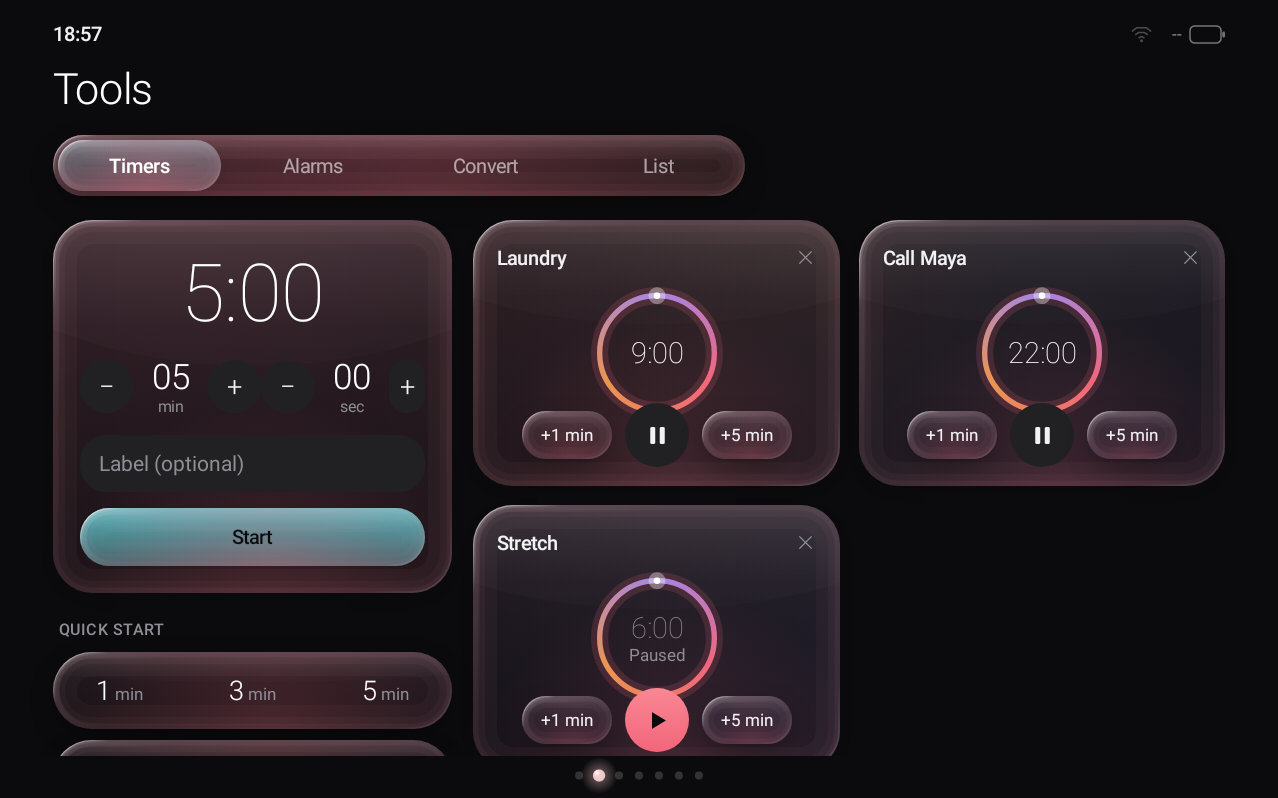 18:57
--
Tools
Timers Alarms Convert List
5:00
− 05 + − 00 +
min sec
Label (optional)
Start
QUICK START
1 min 3 min 5 min
Laundry
9:00
+1 min +5 min
Call Maya
22:00
+1 min +5 min
Stretch
6:00
Paused
+1 min +5 min